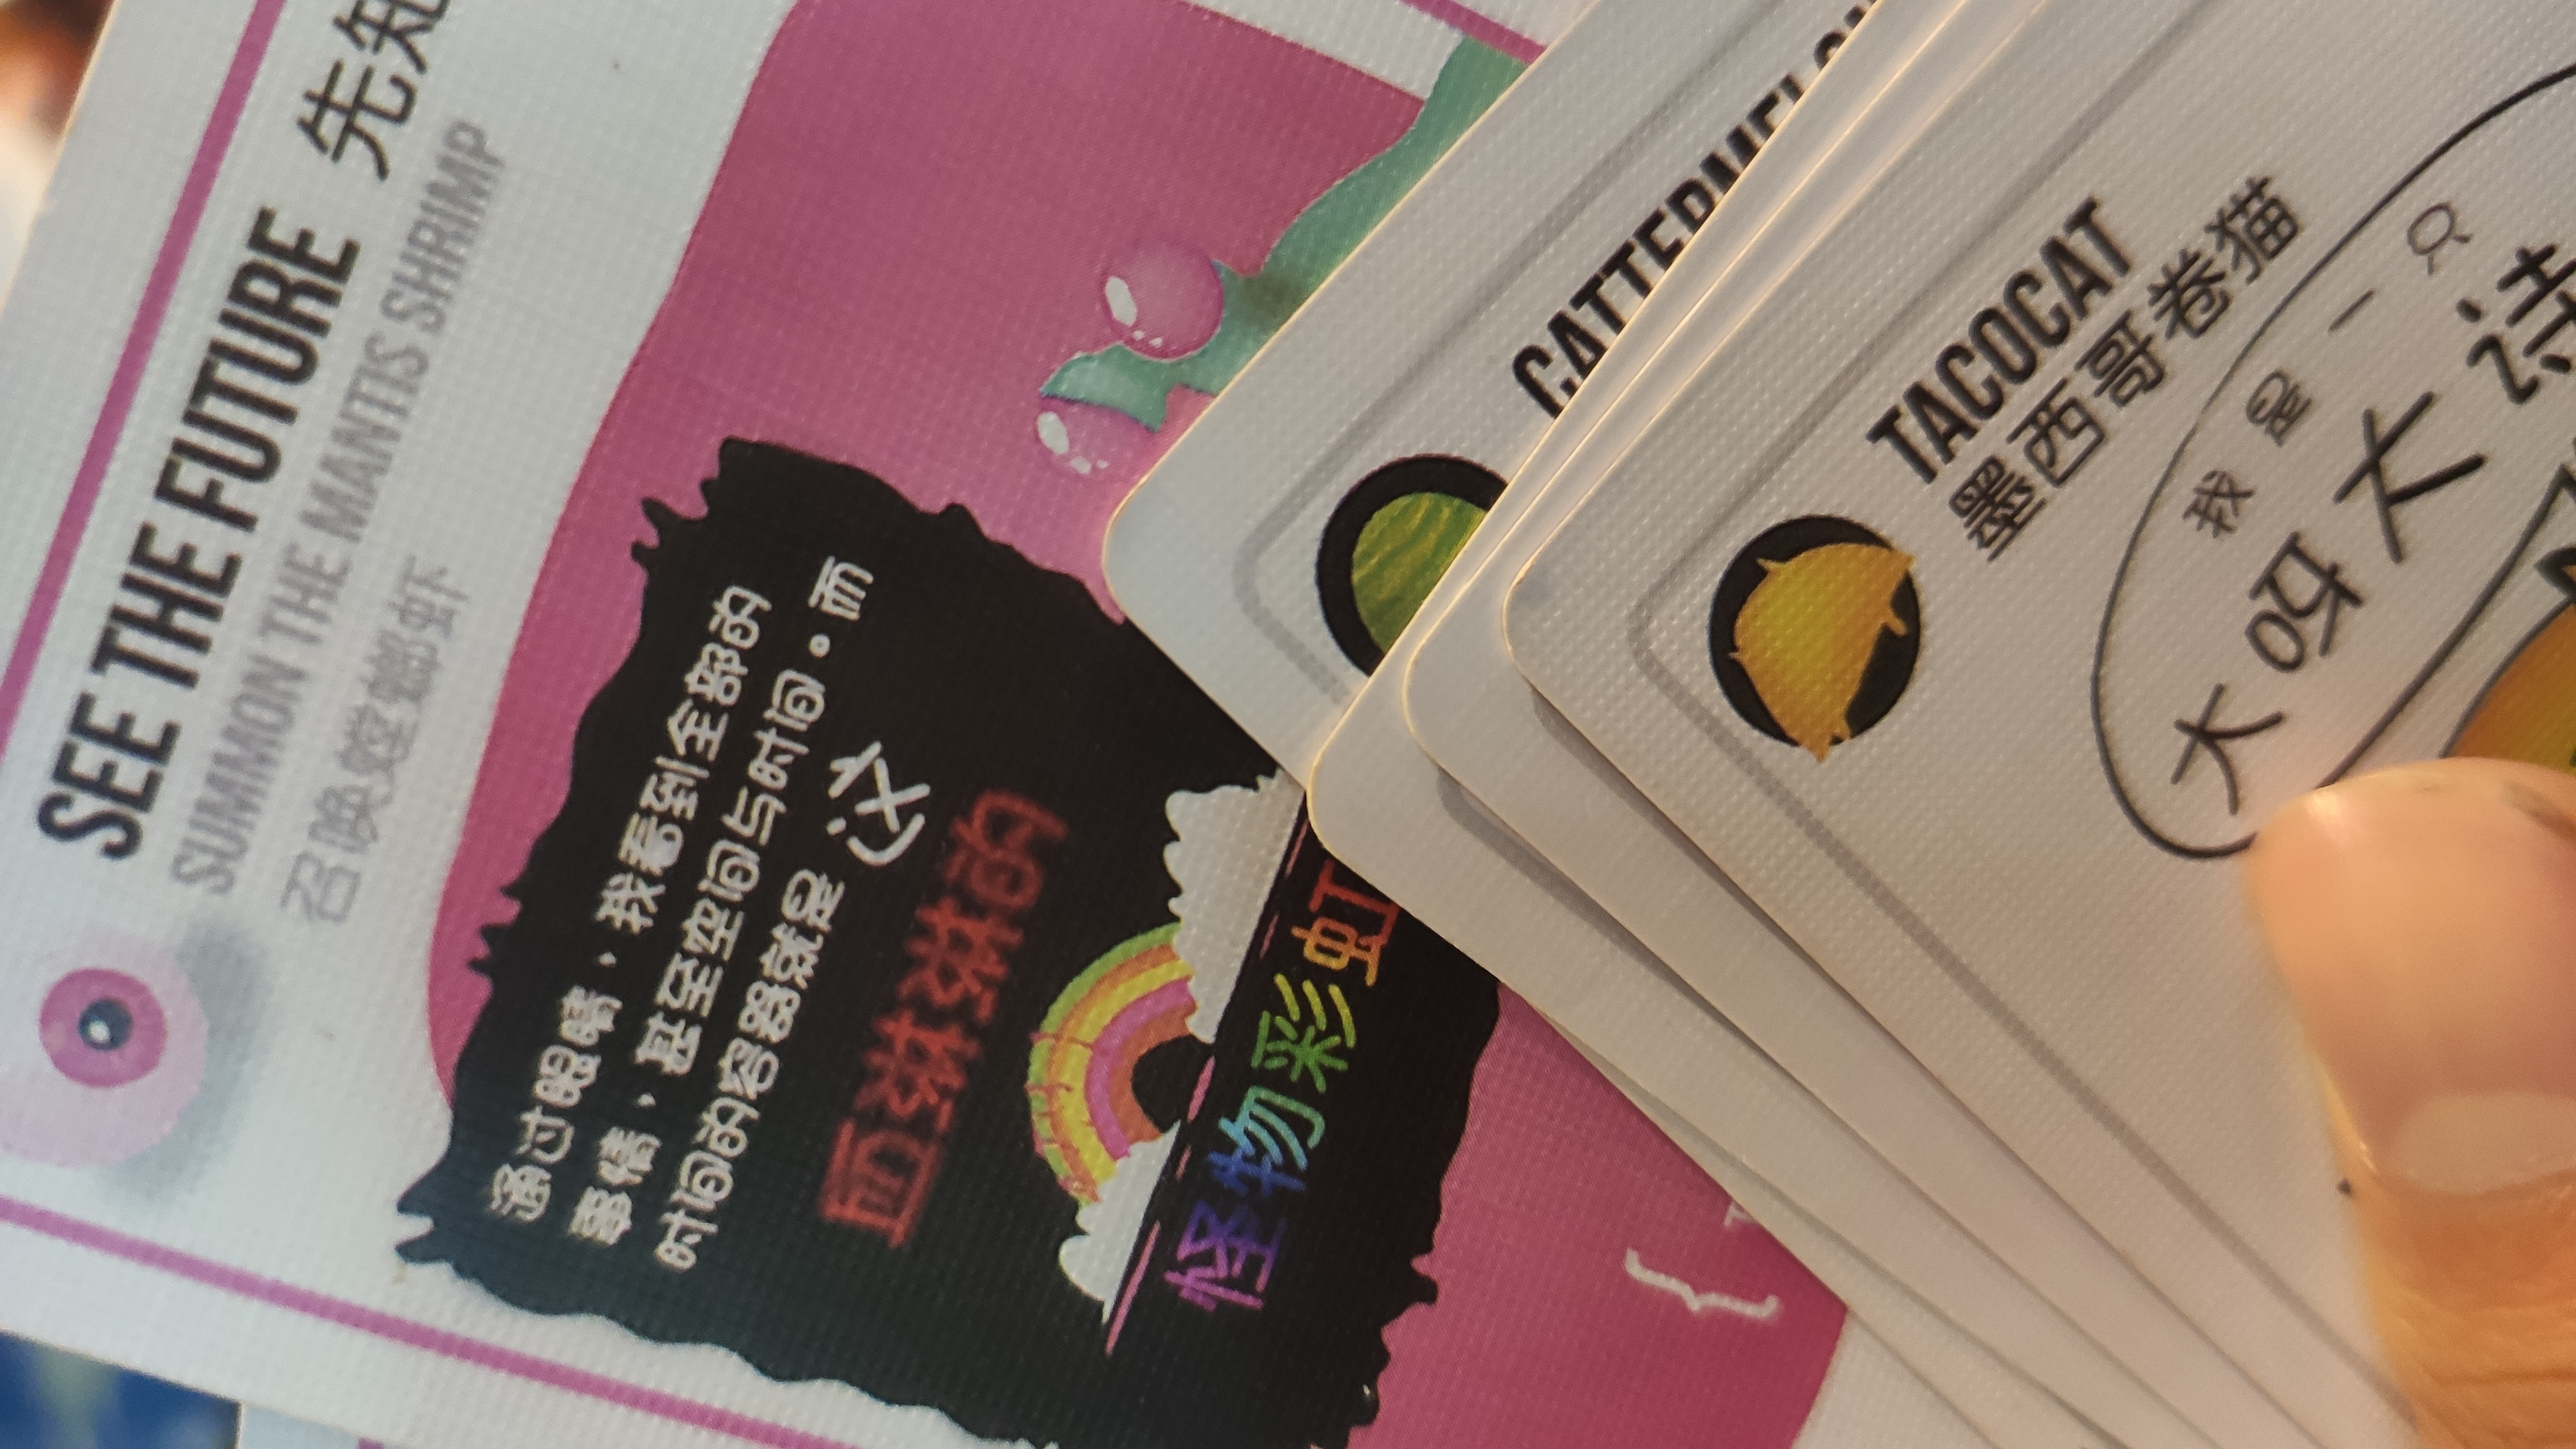 SEE THE FUTURE 先知
SUMMON THE MANTIS SHRIMP
召唤螳螂虾
通过眼睛，我看到全部的
事情，甚至空间与时间。而
时间的容器就是 这
血淋淋的
怪物彩虹
{
TACOCAT
墨西哥卷猫
我是一只
大呀大